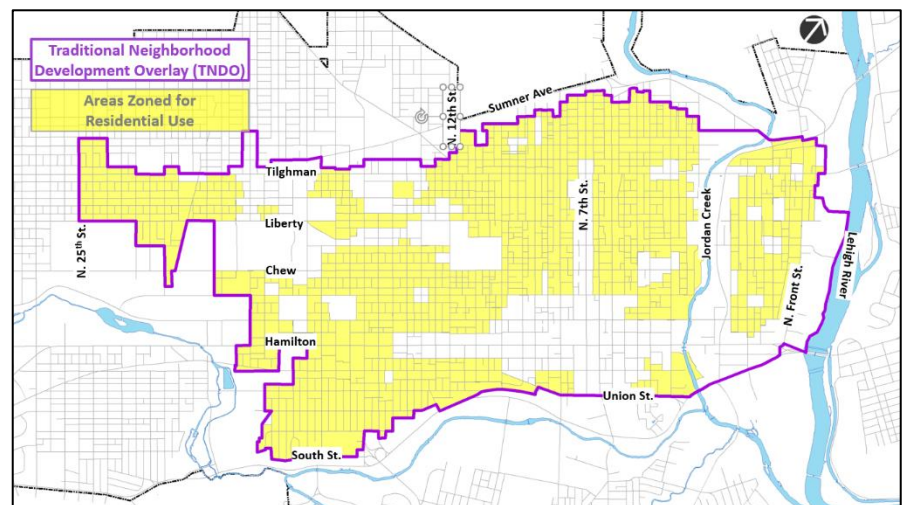 Traditional Neighborhood
Development Overlay (TNDO)
Areas Zoned for
Residential Use
N. 12th St.
Sumner Ave
Tilghman
N. 7th St.
Jordan Creek
Liberty
N. 25th St.
Chew
Lehigh River
N. Front St.
Hamilton
Union St.
South St.